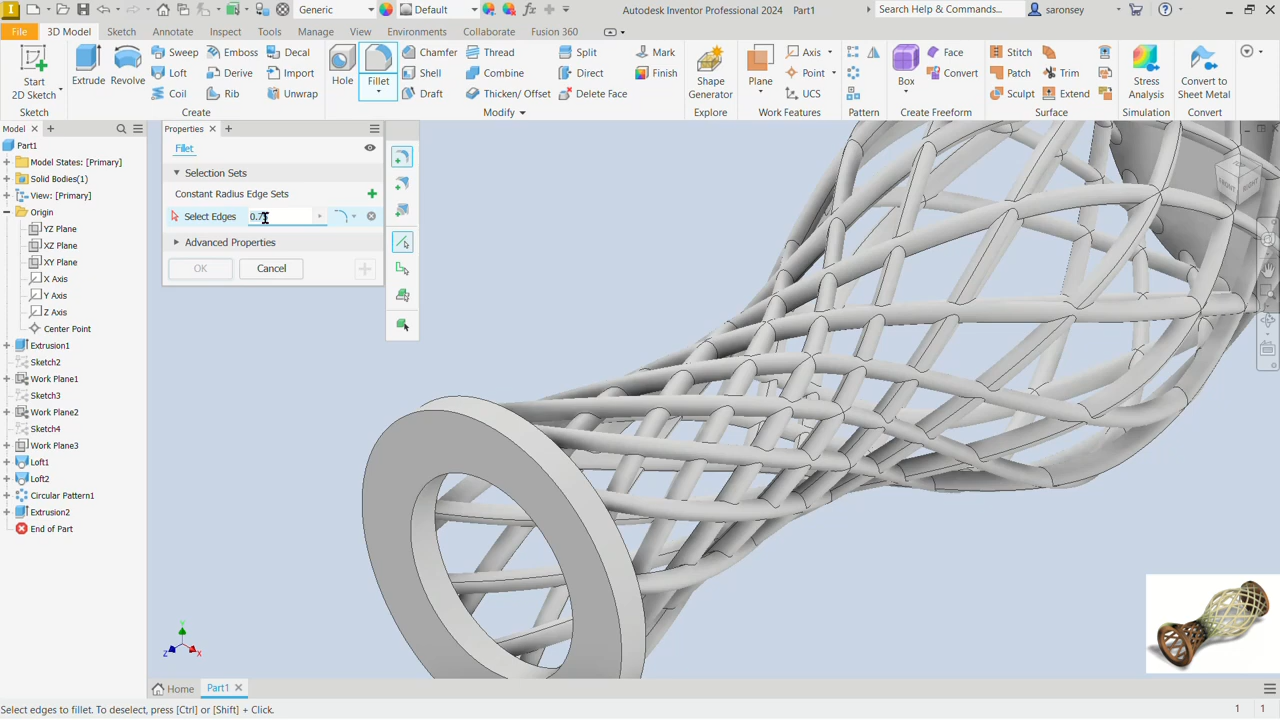 Generic
Default
Autodesk Inventor Professional 2024 Part1
Search Help & Commands...
saronsey
File
3D Model
Sketch
Annotate
Inspect
Tools
Manage
View
Environments
Collaborate
Fusion 360
Start
2D Sketch
Extrude
Revolve
Sweep
Loft
Coil
Emboss
Derive
Rib
Decal
Import
Unwrap
Hole
Fillet
Chamfer
Shell
Draft
Thread
Combine
Thicken/ Offset
Split
Direct
Delete Face
Mark
Finish
Shape
Generator
Plane
Axis
Point
UCS
Box
Face
Convert
Stitch
Patch
Sculpt
Trim
Extend
Stress
Analysis
Convert to
Sheet Metal
Sketch
Create
Modify
Explore
Work Features
Pattern
Create Freeform
Surface
Simulation
Convert
Model
Part1
Model States: [Primary]
Solid Bodies(1)
View: [Primary]
Origin
YZ Plane
XZ Plane
XY Plane
X Axis
Y Axis
Z Axis
Center Point
Extrusion1
Sketch2
Work Plane1
Sketch3
Work Plane2
Sketch4
Work Plane3
Loft1
Loft2
Circular Pattern1
Extrusion2
End of Part
Properties
Fillet
Selection Sets
Constant Radius Edge Sets
Select Edges
Advanced Properties
OK
Cancel
FRONT
RIGHT
Y
Z
X
Home
Part1
Select edges to fillet. To deselect, press [Ctrl] or [Shift] + Click.
1
1